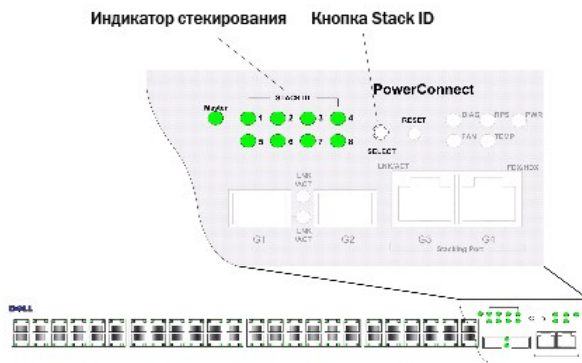 Индикатор стекирования Кнопка Stack ID
PowerConnect
STACK ID
Master 1 2 3 4
5 6 7 8
SELECT
RESET
DIAG RPS PWR
FAN TEMP
LNK/ACT FDX/HDX
LNK
/ACT
G1 G2 G3 G4
LNK
/ACT
Stacking Port
DELL